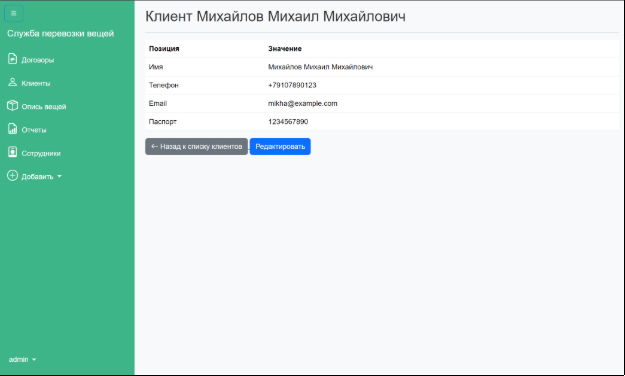 Служба перевозки вещей
Договоры
Клиенты
Опись вещей
Отчеты
Сотрудники
Добавить
admin
Клиент Михайлов Михаил Михайлович
Позиция Значение
Имя Михайлов Михаил Михайлович
Телефон +79107890123
Email mikha@example.com
Паспорт 1234567890
← Назад к списку клиентов Редактировать